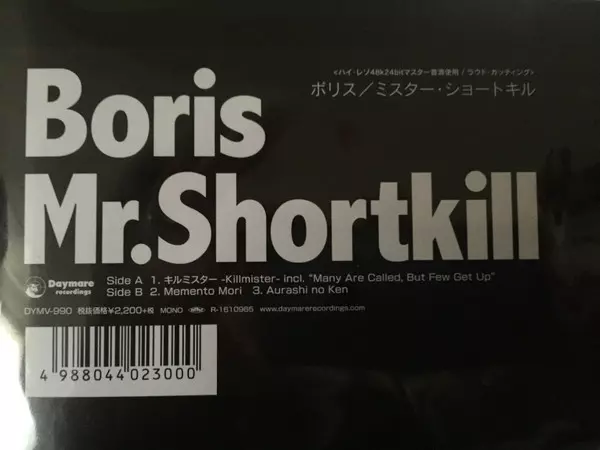 <ハイ・レゾ48k24bitマスター音源使用 / ラウド・カッティング>
ボリス／ミスター・ショートキル
Boris
Mr.Shortkill
Daymare
recordings
Side A 1. キルミスター -Killmister- incl. "Many Are Called, But Few Get Up"
Side B 2. Memento Mori 3. Aurashi no Ken
DYMV-990 税抜価格¥2,200+税 MONO R-1610965 www.daymarerecordings.com
4 988044 023000